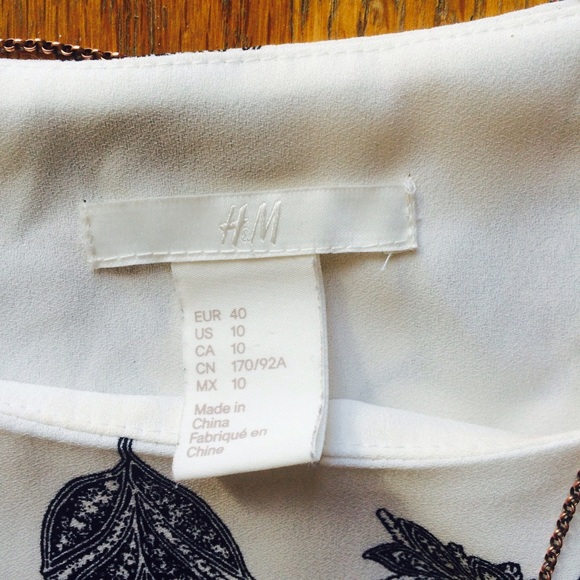 H&M
EUR 40
US 10
CA 10
CN 170/92A
MX 10
Made in
China
Fabriqué en
Chine